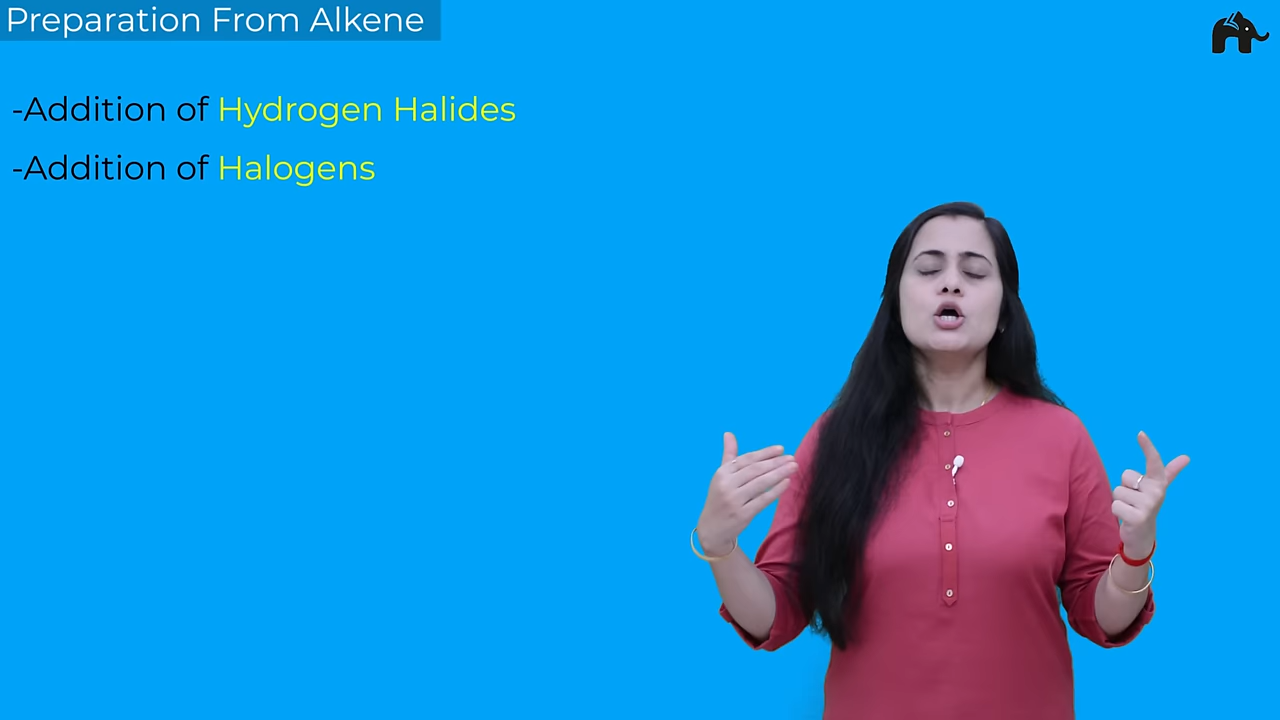 Preparation From Alkene
-Addition of Hydrogen Halides
-Addition of Halogens